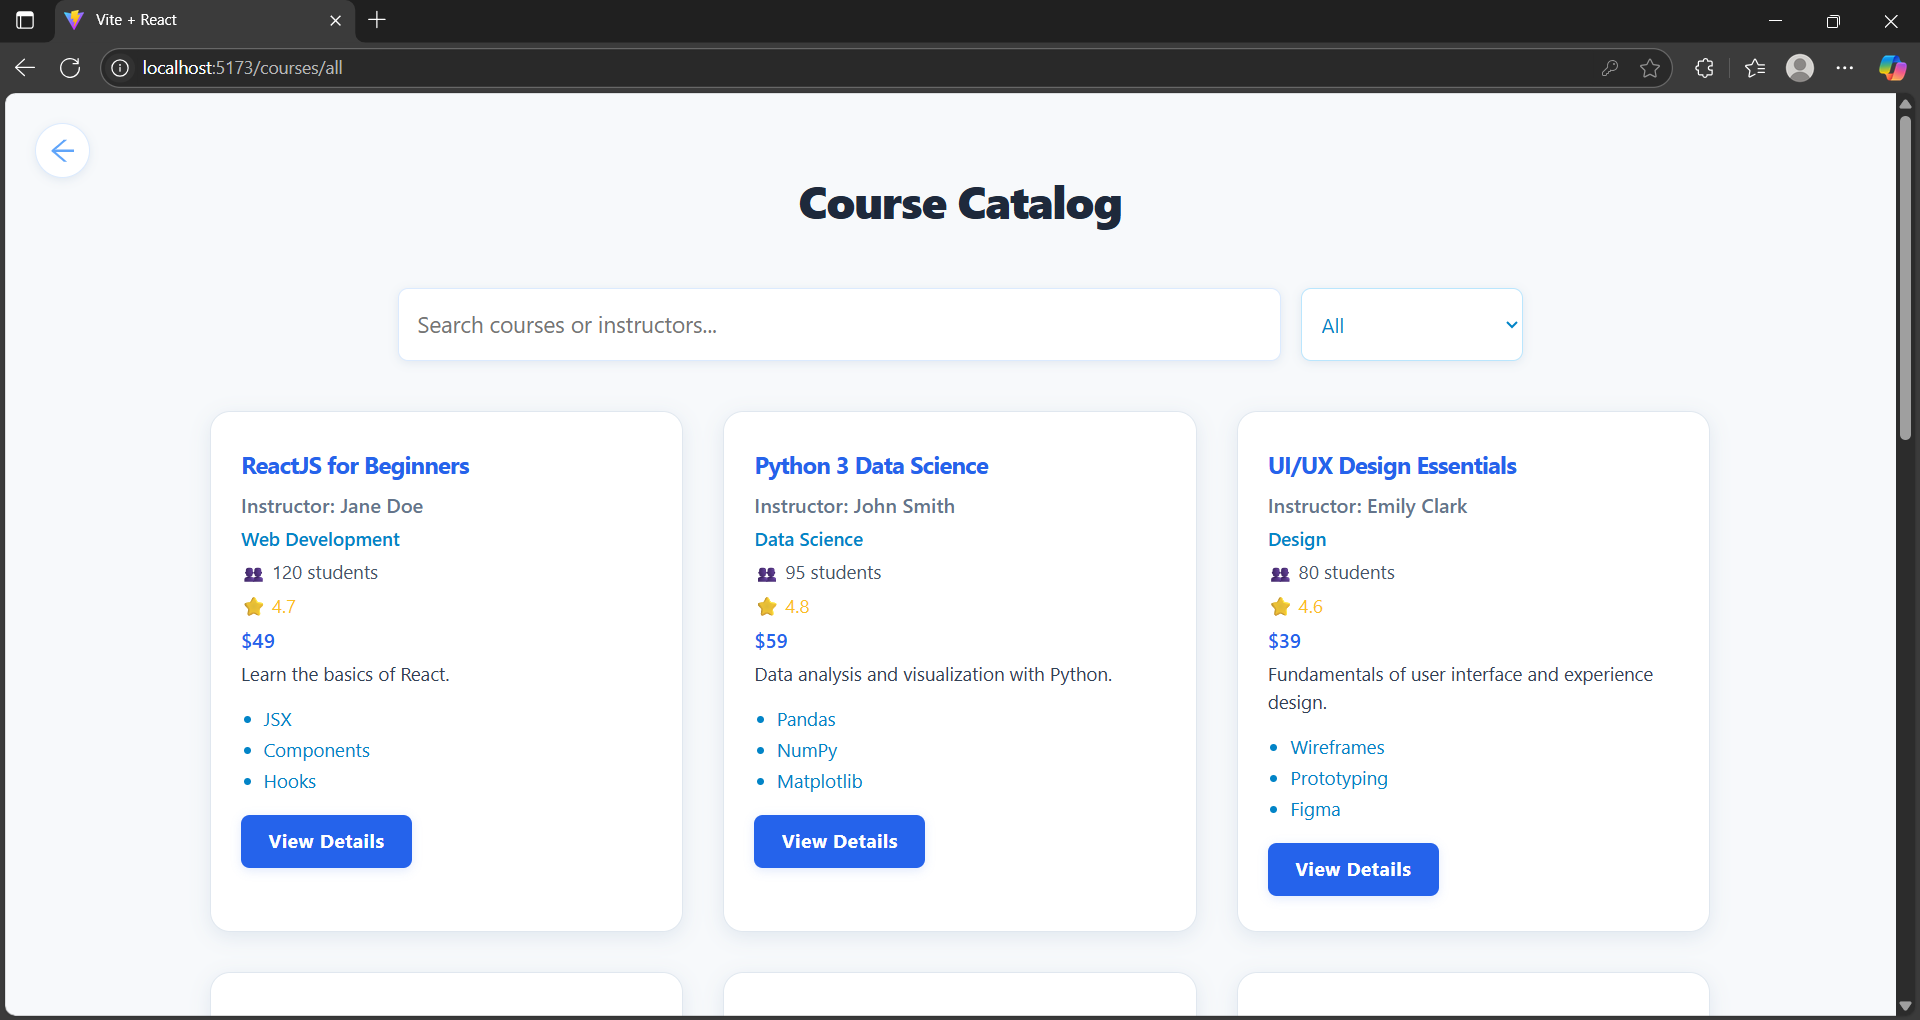 Vite + React
localhost:5173/courses/all
Course Catalog
Search courses or instructors...
All
ReactJS for Beginners
Instructor: Jane Doe
Web Development
120 students
4.7
$49
Learn the basics of React.
JSX
Components
Hooks
View Details
Python 3 Data Science
Instructor: John Smith
Data Science
95 students
4.8
$59
Data analysis and visualization with Python.
Pandas
NumPy
Matplotlib
View Details
UI/UX Design Essentials
Instructor: Emily Clark
Design
80 students
4.6
$39
Fundamentals of user interface and experience
design.
Wireframes
Prototyping
Figma
View Details